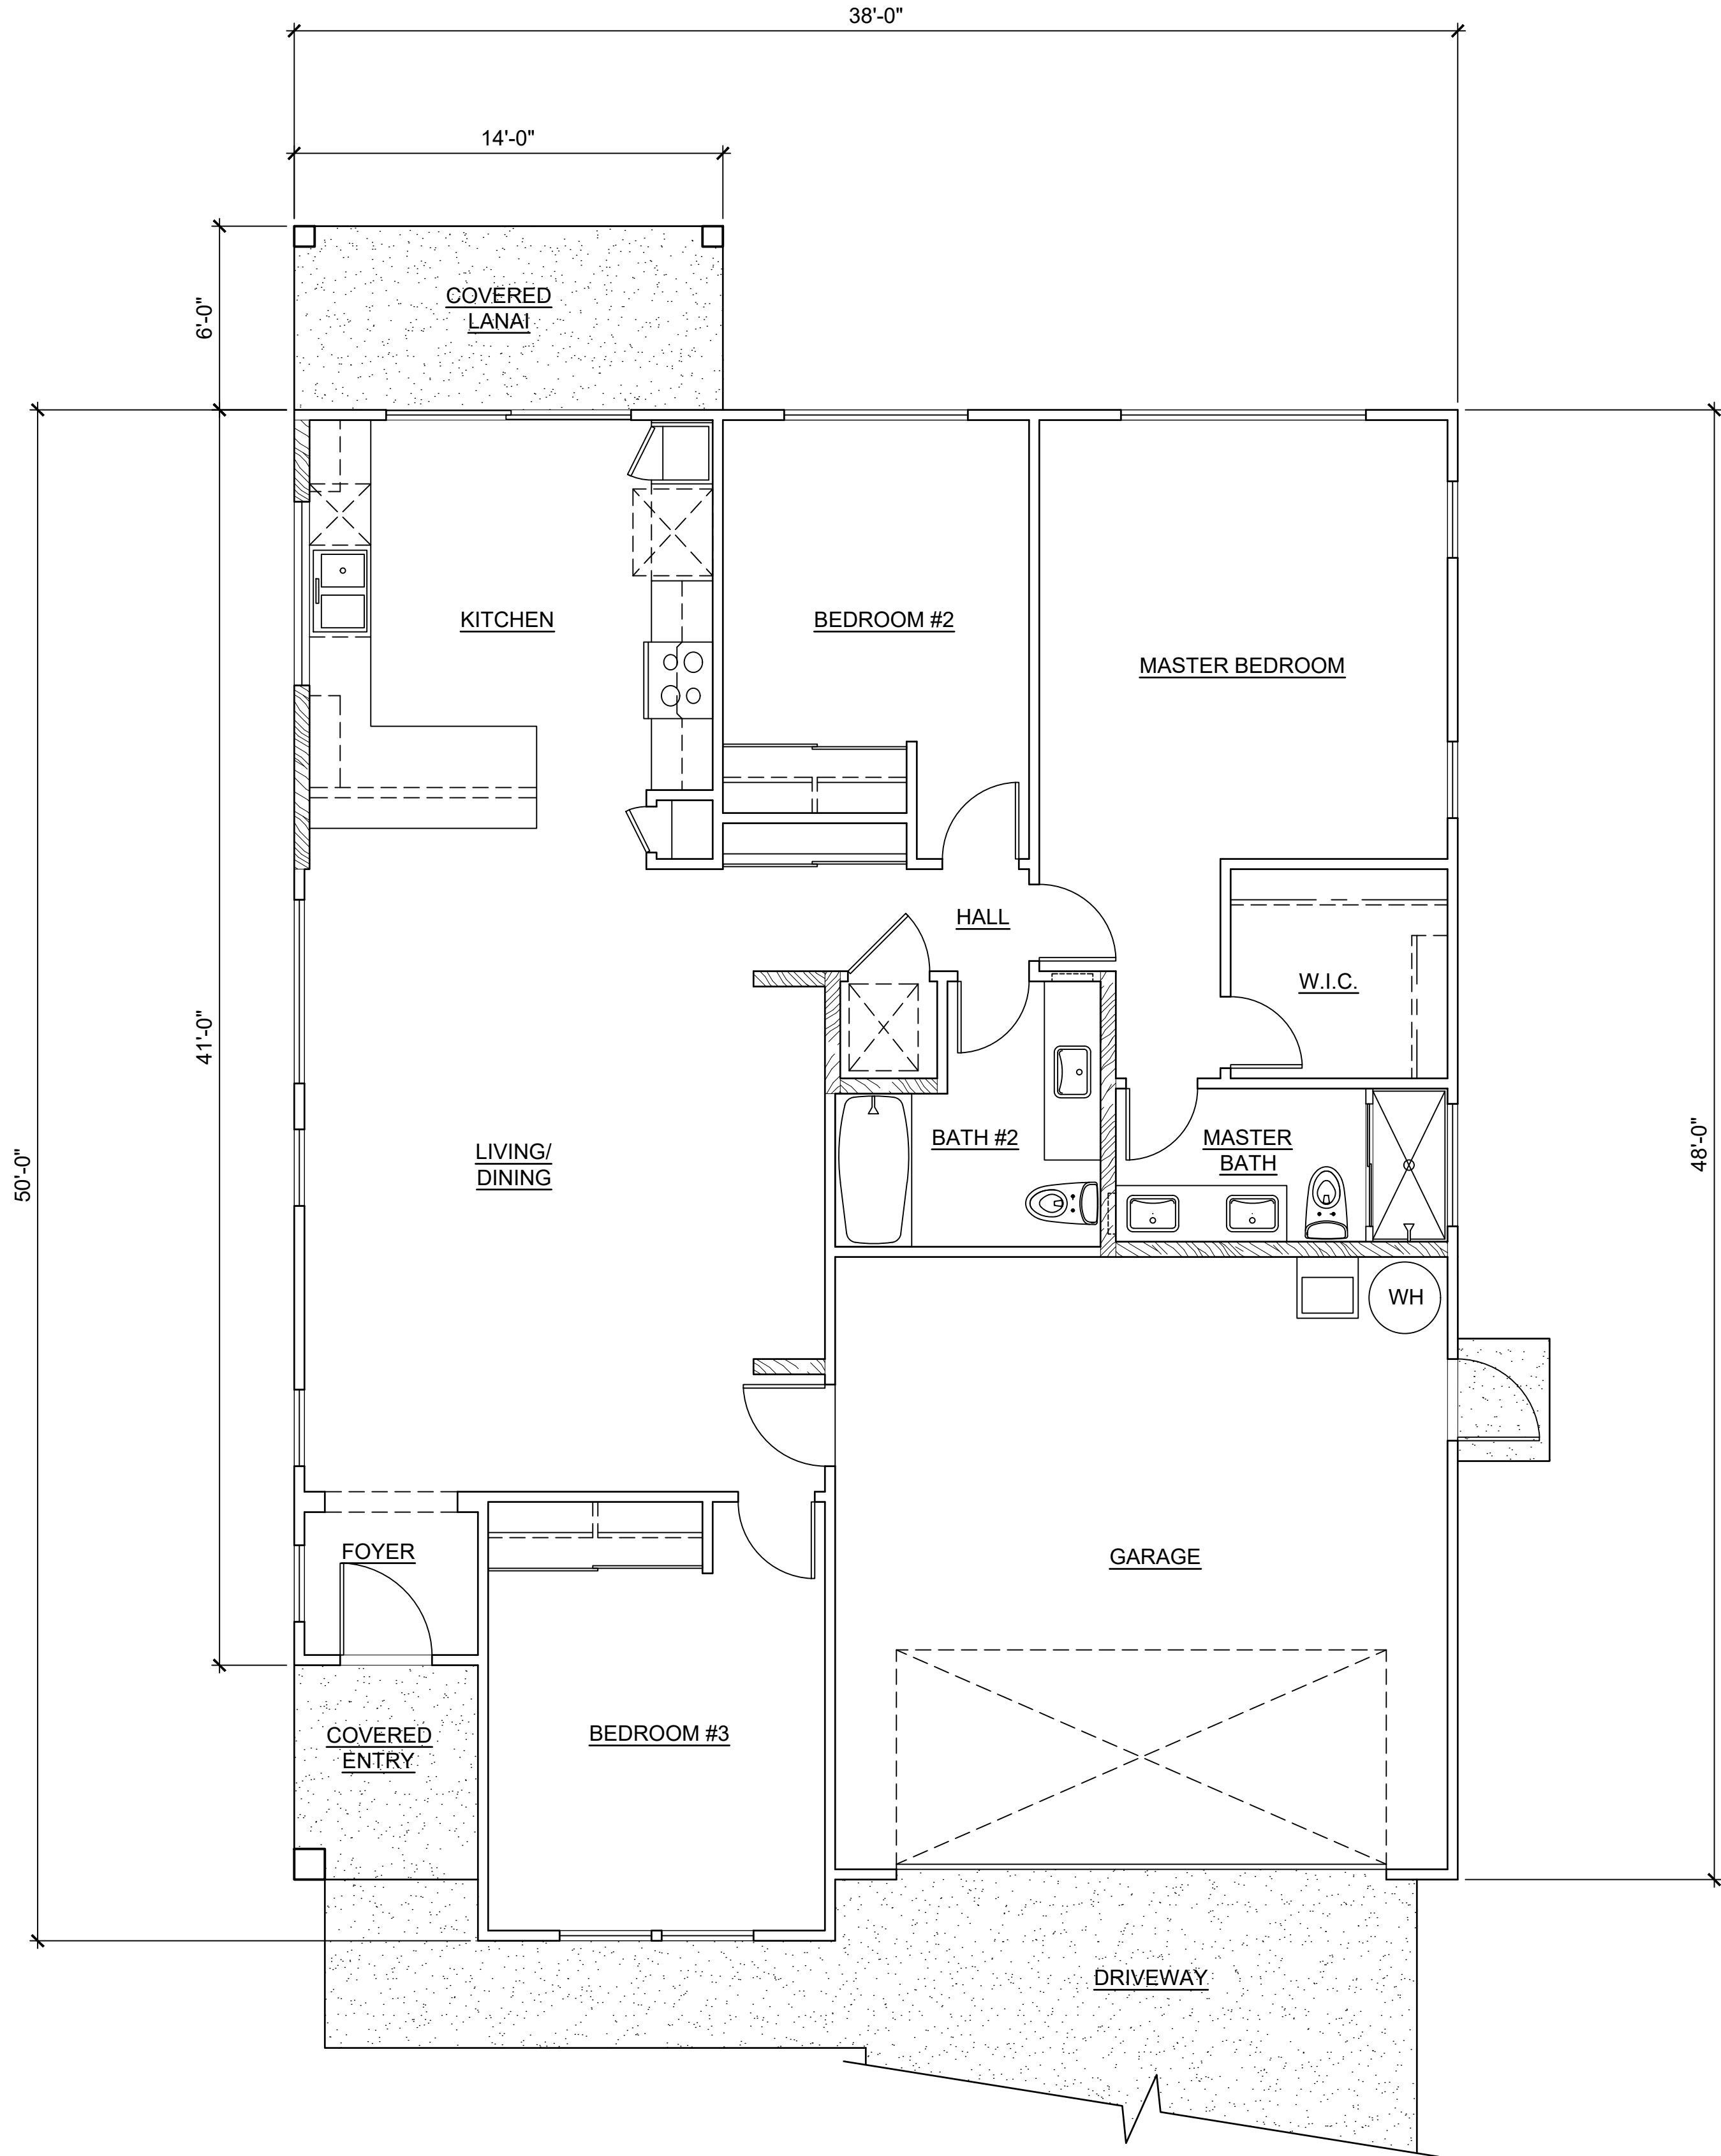 38'-0"
14'-0"
6'-0"
COVERED
LANAI
KITCHEN
BEDROOM #2
MASTER BEDROOM
HALL
W.I.C.
41'-0"
50'-0"
48'-0"
LIVING/
DINING
BATH #2
MASTER
BATH
WH
FOYER
GARAGE
COVERED
ENTRY
BEDROOM #3
DRIVEWAY